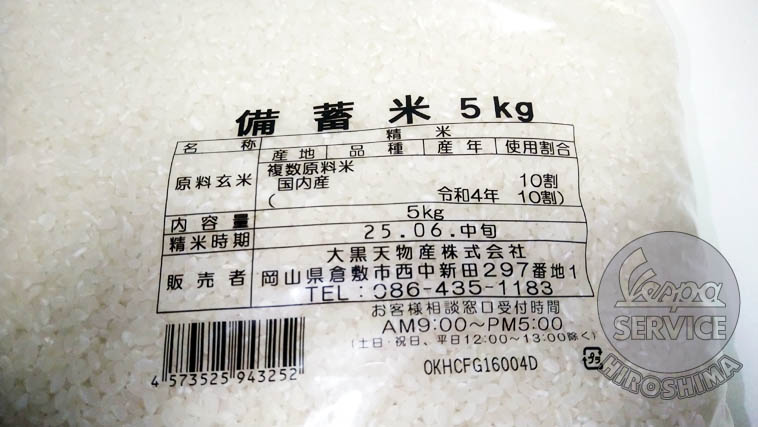 備蓄米 5kg
名称 精米
産地 品種 産年 使用割合
原料玄米
複数原料米
国内産 10割
( 令和4年 10割)
内容量 5kg
精米時期 25.06.中旬
販売者
大黒天物産株式会社
岡山県倉敷市西中新田297番地1
TEL:086-435-1183
お客様相談窓口受付時間
AM9:00〜PM5:00
(土日・祝日、平日12:00〜13:00除く)
4 573525 943252
OKHCFG16004D
プラ
Vespa
SERVICE
HIROSHIMA